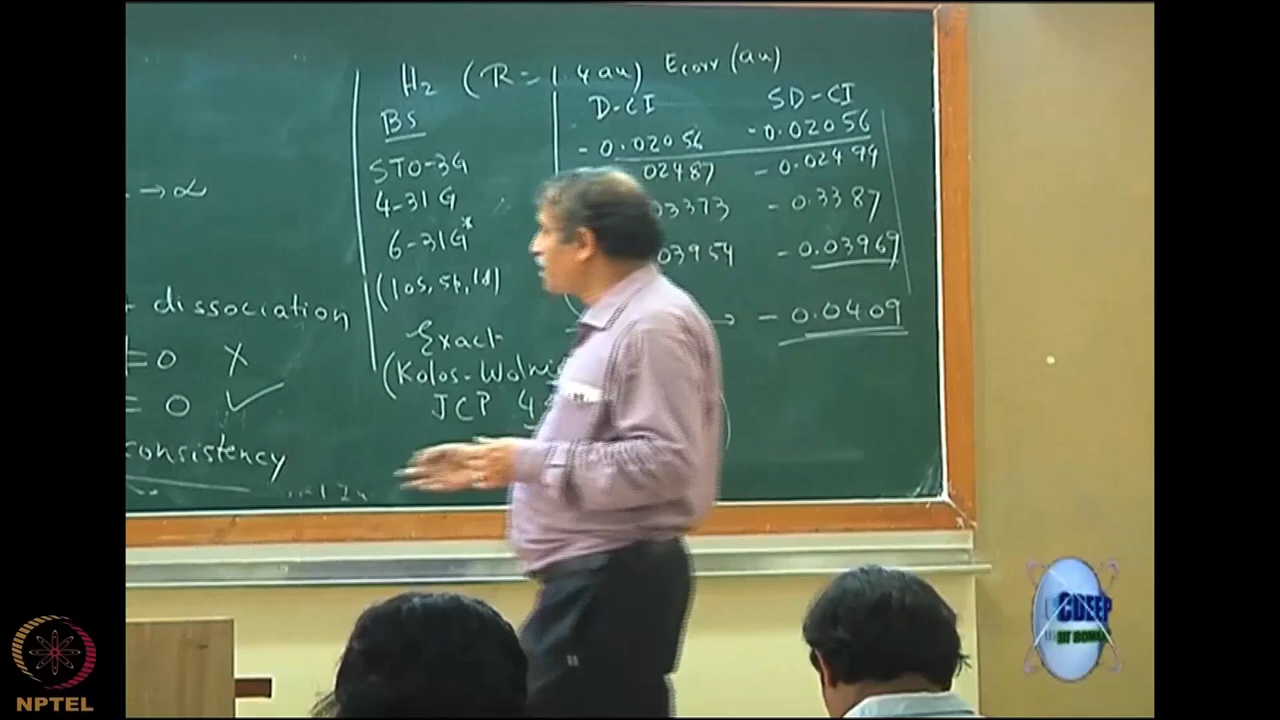 → α
dissociation
= 0 X
= 0 ✓
consistency
H2 (R = 1.4 au) Ecorr (au)
BS D-CI SD-CI
STO-3G - 0.02056 - 0.02056
4-31G 02487 - 0.02494
6-31G* 03373 - 0.3387
(10s, 5p, 1d) 03954 - 0.03969
Exact → - 0.0409
(Kolos-Wolni
JCP 4
NPTEL
CDEEP
IIT BOMBAY